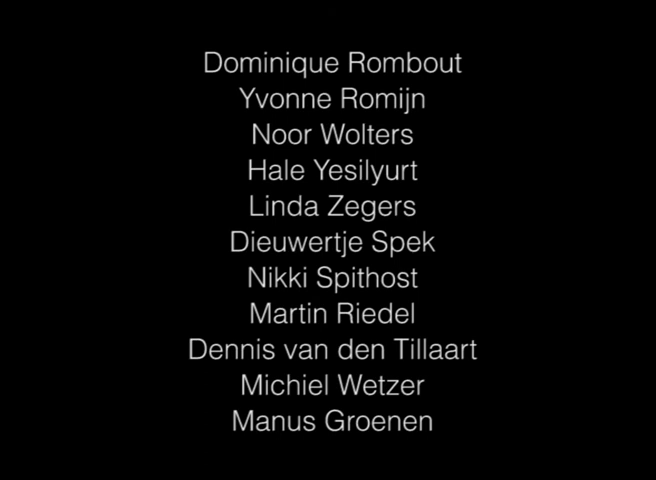 Dominique Rombout
Yvonne Romijn
Noor Wolters
Hale Yesilyurt
Linda Zegers
Dieuwertje Spek
Nikki Spithost
Martin Riedel
Dennis van den Tillaart
Michiel Wetzer
Manus Groenen